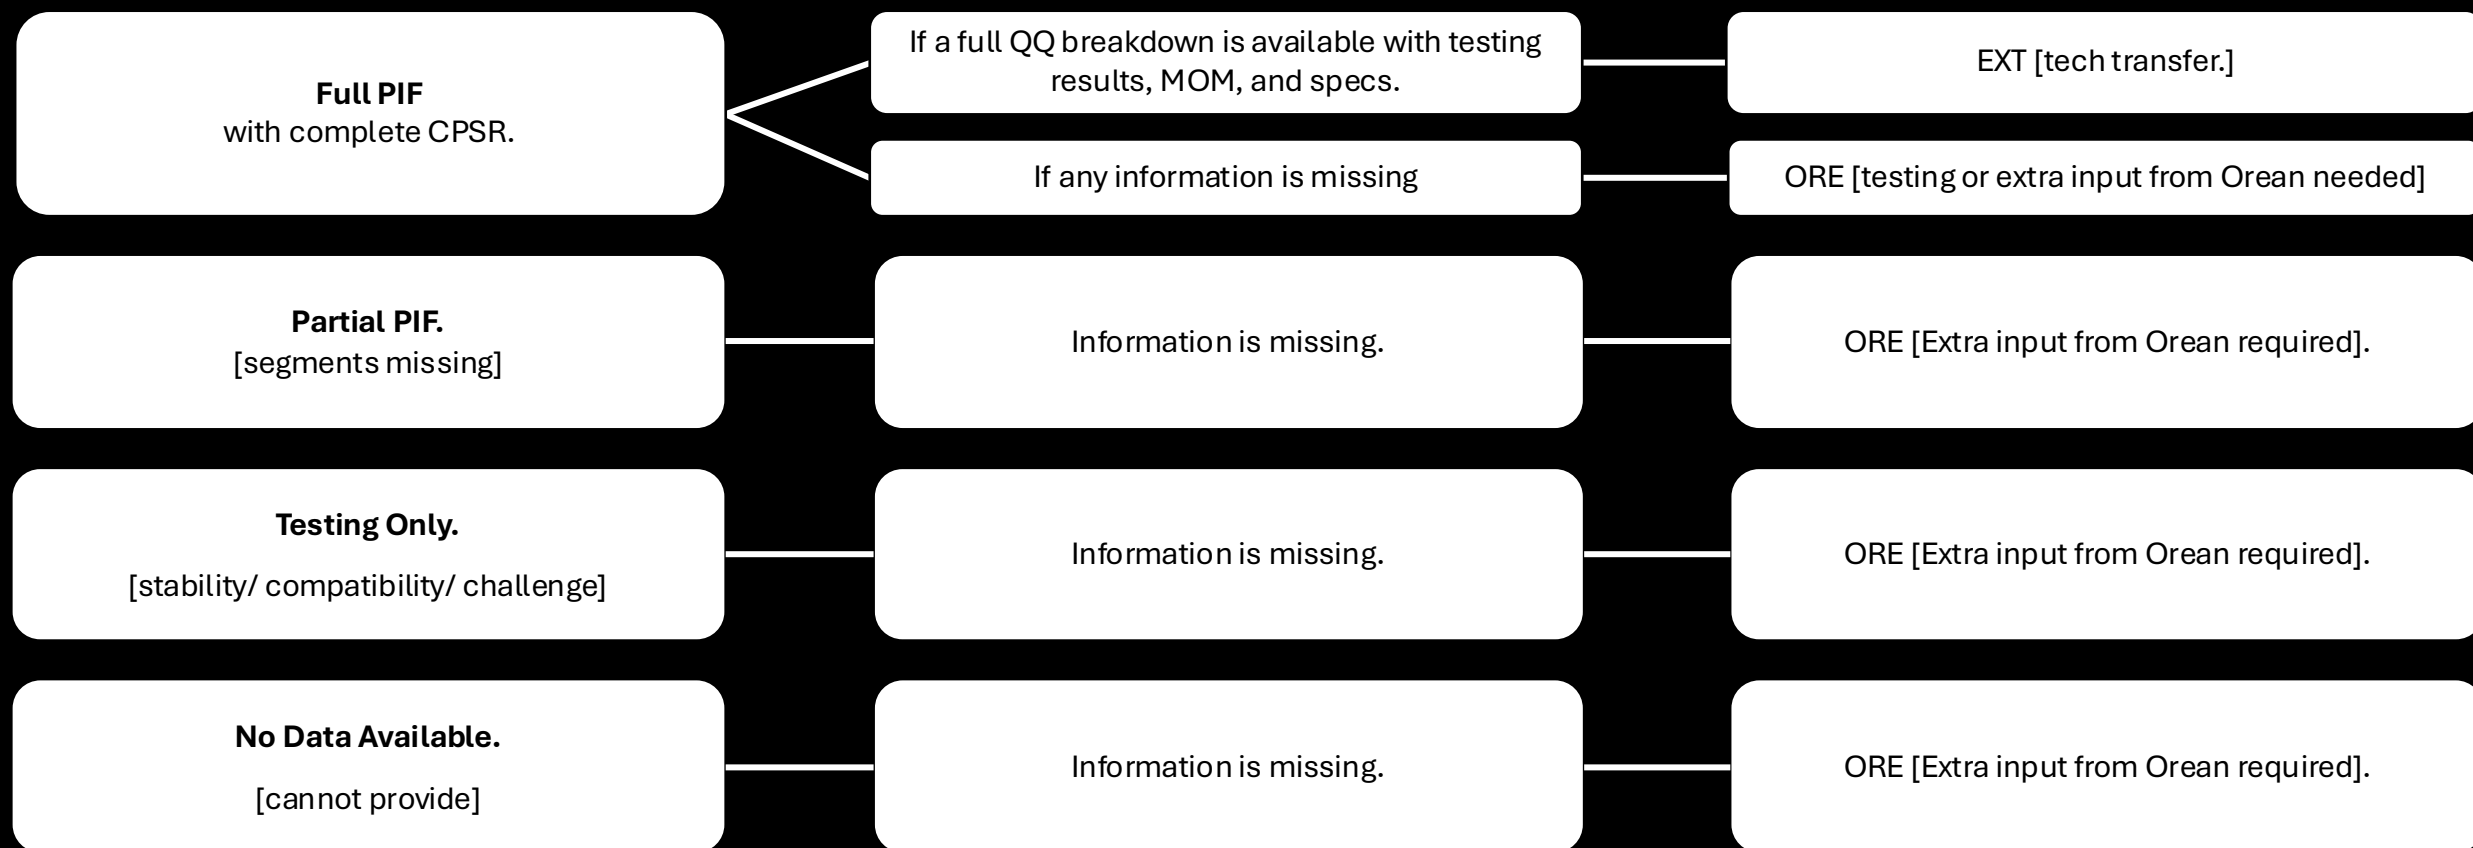 Full PIF
with complete CPSR.
If a full QQ breakdown is available with testing
results, MOM, and specs.
EXT [tech transfer.]
If any information is missing
ORE [testing or extra input from Orean needed]
Partial PIF.
[segments missing]
Information is missing.
ORE [Extra input from Orean required].
Testing Only.
[stability/ compatibility/ challenge]
Information is missing.
ORE [Extra input from Orean required].
No Data Available.
[cannot provide]
Information is missing.
ORE [Extra input from Orean required].